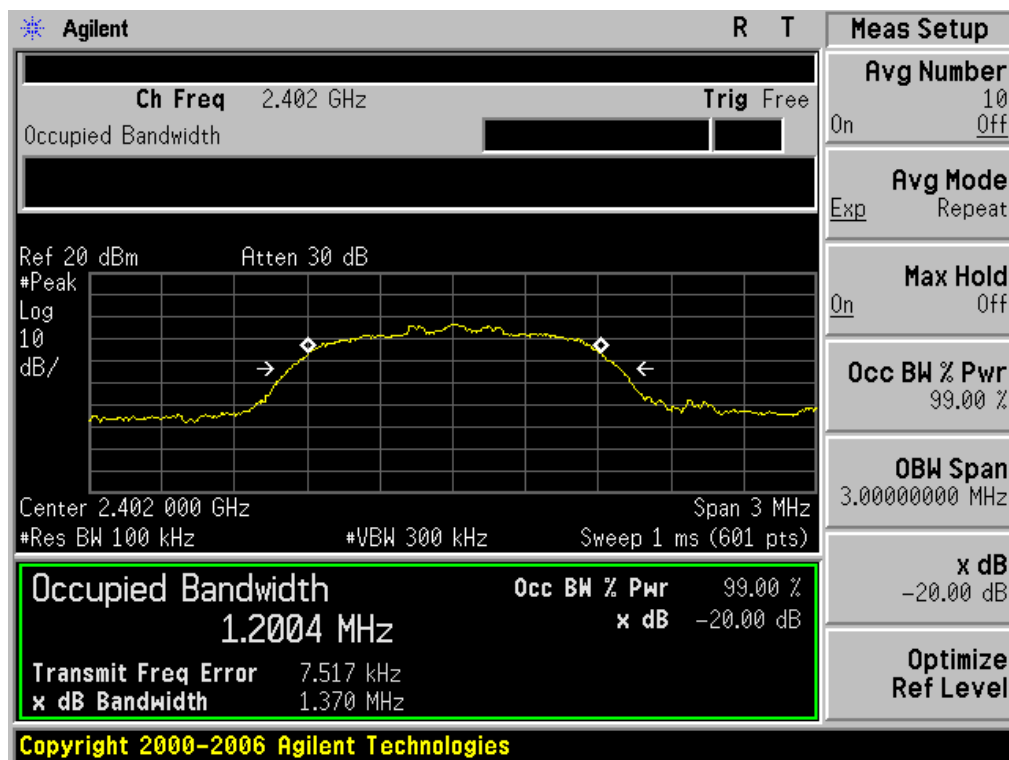 Agilent R T
Ch Freq 2.402 GHz Trig Free
Occupied Bandwidth
Ref 20 dBm Atten 30 dB
#Peak
Log
10
dB/
Center 2.402 000 GHz Span 3 MHz
#Res BW 100 kHz #VBW 300 kHz Sweep 1 ms (601 pts)
Occupied Bandwidth
1.2004 MHz
Occ BW % Pwr 99.00 %
x dB -20.00 dB
Transmit Freq Error 7.517 kHz
x dB Bandwidth 1.370 MHz
Copyright 2000-2006 Agilent Technologies
Meas Setup
Avg Number
10
On Off
Avg Mode
Exp Repeat
Max Hold
On Off
Occ BW % Pwr
99.00 %
OBW Span
3.00000000 MHz
x dB
-20.00 dB
Optimize
Ref Level